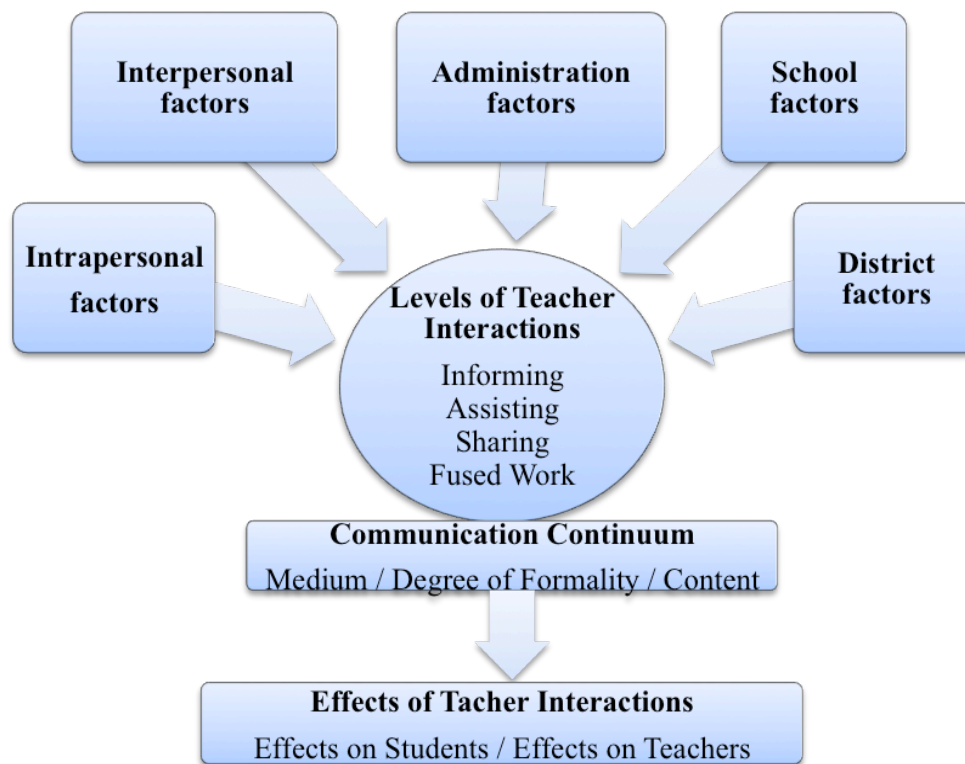 Interpersonal
factors
Administration
factors
School
factors
Intrapersonal
factors
District
factors
Levels of Teacher
Interactions
Informing
Assisting
Sharing
Fused Work
Communication Continuum
Medium / Degree of Formality / Content
Effects of Tacher Interactions
Effects on Students / Effects on Teachers